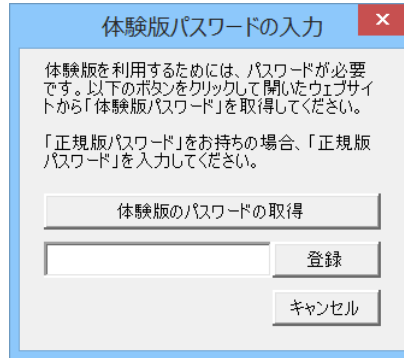 体験版パスワードの入力
体験版を利用するためには、パスワードが必要
です。以下のボタンをクリックして開いたウェブサイ
トから「体験版パスワード」を取得してください。
「正規版パスワード」をお持ちの場合、「正規版
パスワード」を入力してください。
体験版のパスワードの取得
登録
キャンセル